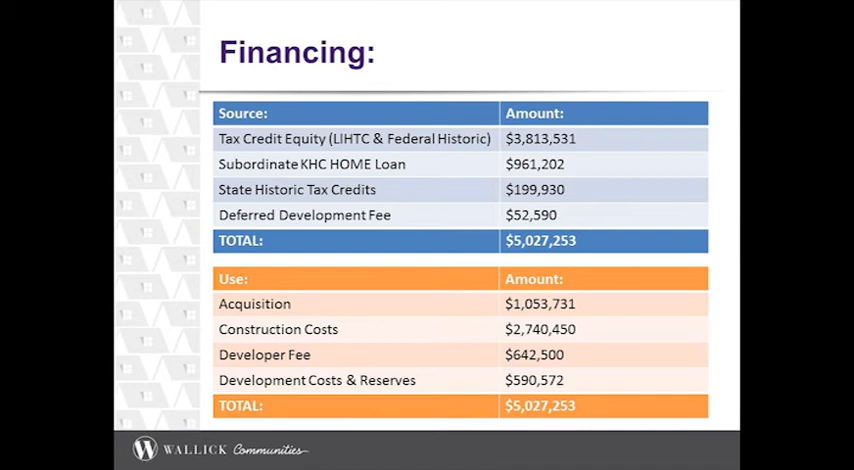 Financing:
Source: Amount:
Tax Credit Equity (LIHTC & Federal Historic) $3,813,531
Subordinate KHC HOME Loan $961,202
State Historic Tax Credits $199,930
Deferred Development Fee $52,590
TOTAL: $5,027,253
Use: Amount:
Acquisition $1,053,731
Construction Costs $2,740,450
Developer Fee $642,500
Development Costs & Reserves $590,572
TOTAL: $5,027,253
W WALLICK Communities